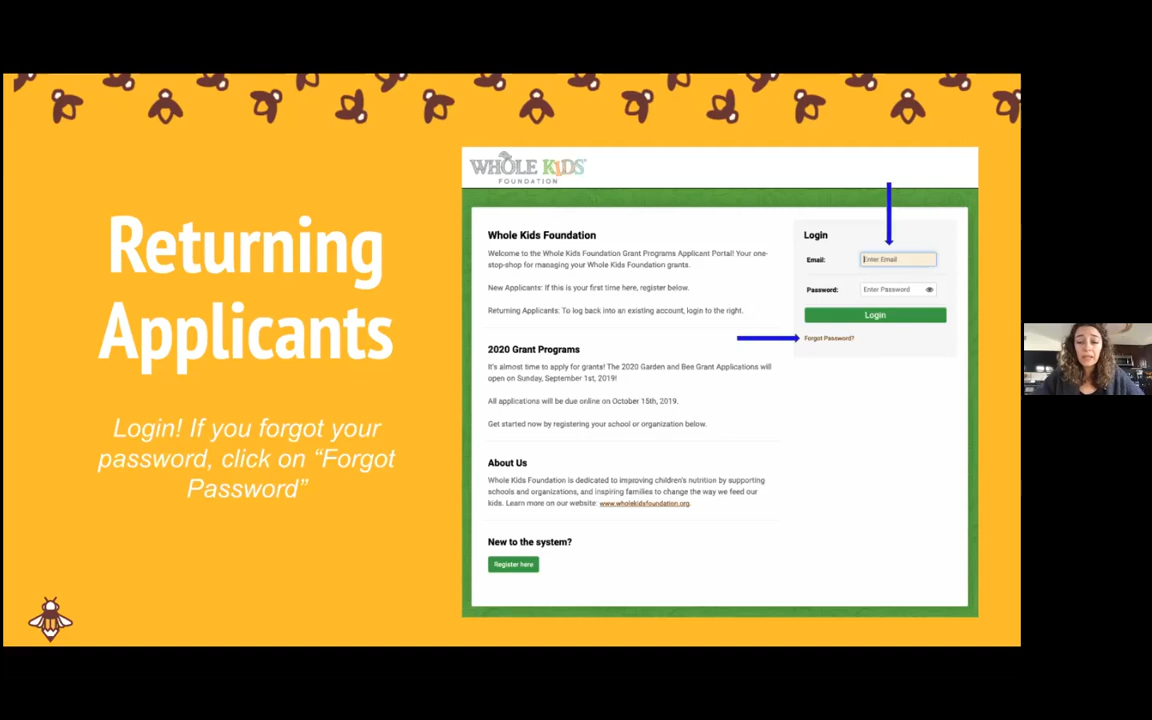 Returning
Applicants
Login! If you forgot your
password, click on “Forgot
Password”
WHOLE KIDS
FOUNDATION
Whole Kids Foundation
Welcome to the Whole Kids Foundation Grant Programs Applicant Portal! Your one-
stop-shop for managing your Whole Kids Foundation grants.
New Applicants: If this is your first time here, register below.
Returning Applicants: To log back into an existing account, login to the right.
2020 Grant Programs
It's almost time to apply for grants! The 2020 Garden and Bee Grant Applications will
open on Sunday, September 1st, 2019!
All applications will be due online on October 15th, 2019.
Get started now by registering your school or organization below.
About Us
Whole Kids Foundation is dedicated to improving children's nutrition by supporting
schools and organizations, and inspiring families to change the way we feed our
kids. Learn more on our website: www.wholekidsfoundation.org.
New to the system?
Register here
Login
Email: Enter Email
Password: Enter Password
Login
Forgot Password?